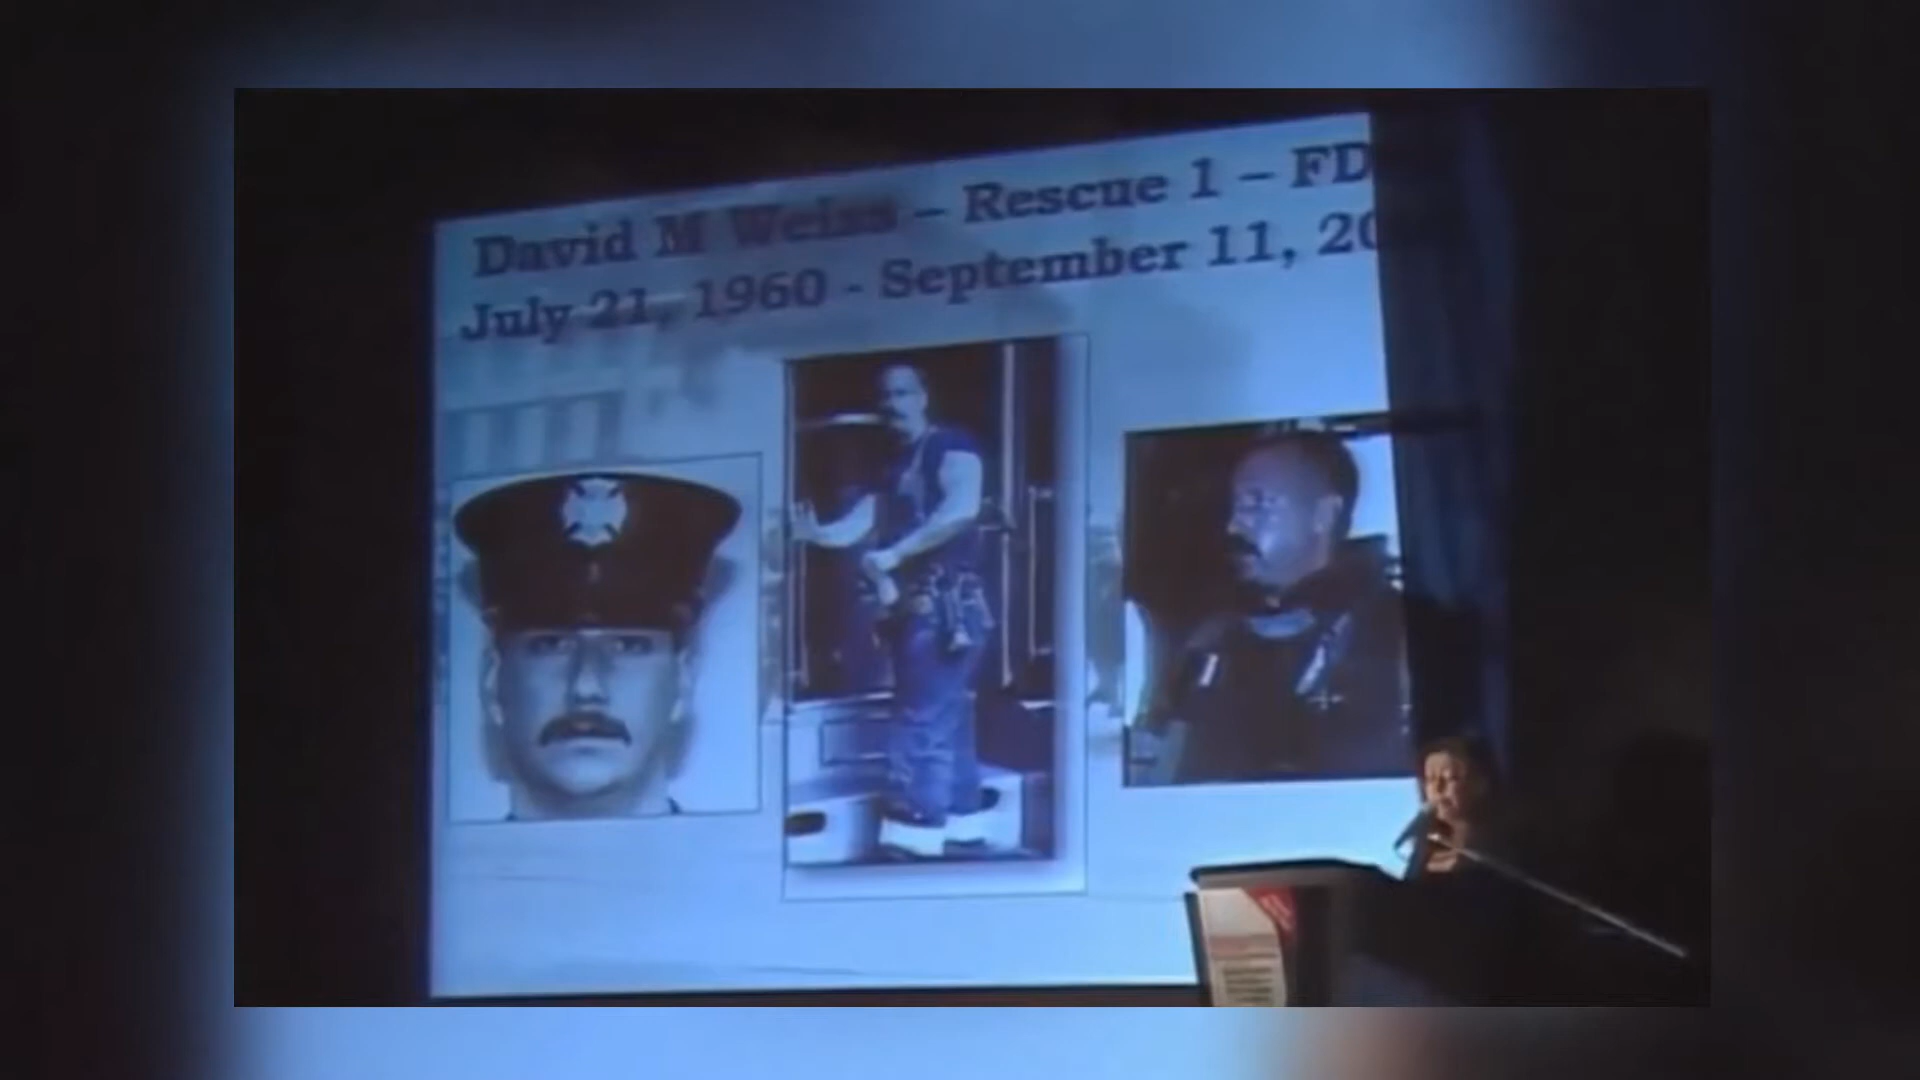 David M Weiss – Rescue 1 – FD
July 21, 1960 - September 11, 20